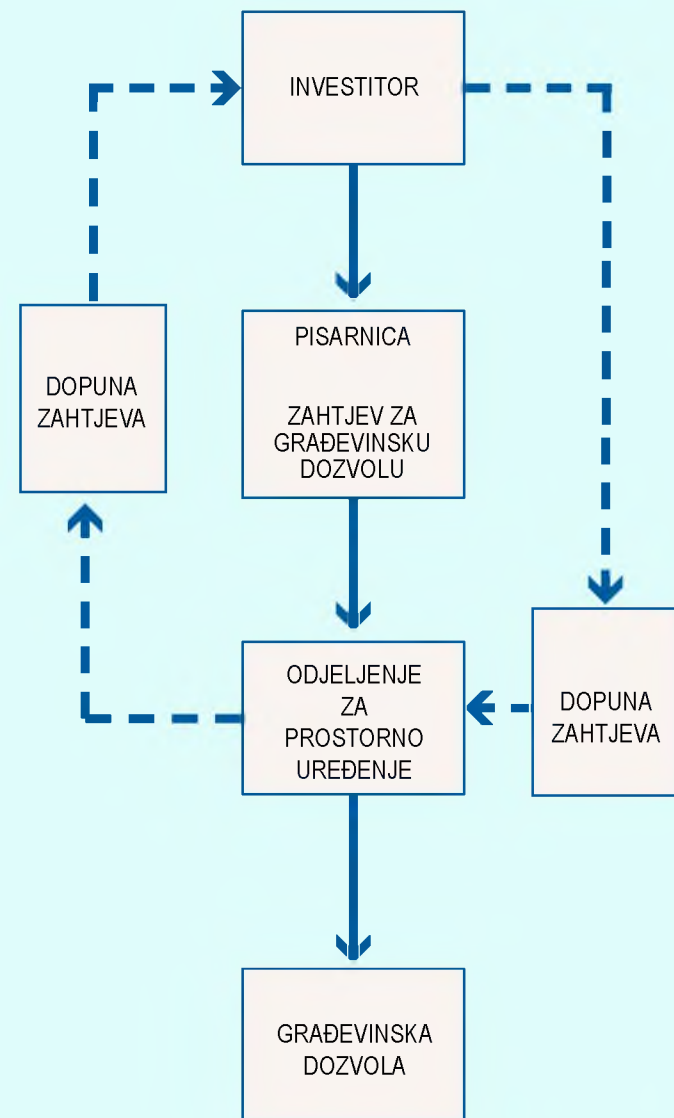 INVESTITOR
DOPUNA
ZAHTJEVA
PISARNICA
ZAHTJEV ZA
GRAĐEVINSKU
DOZVOLU
ODJELJENJE
ZA
PROSTORNO
UREĐENJE
DOPUNA
ZAHTJEVA
GRAĐEVINSKA
DOZVOLA